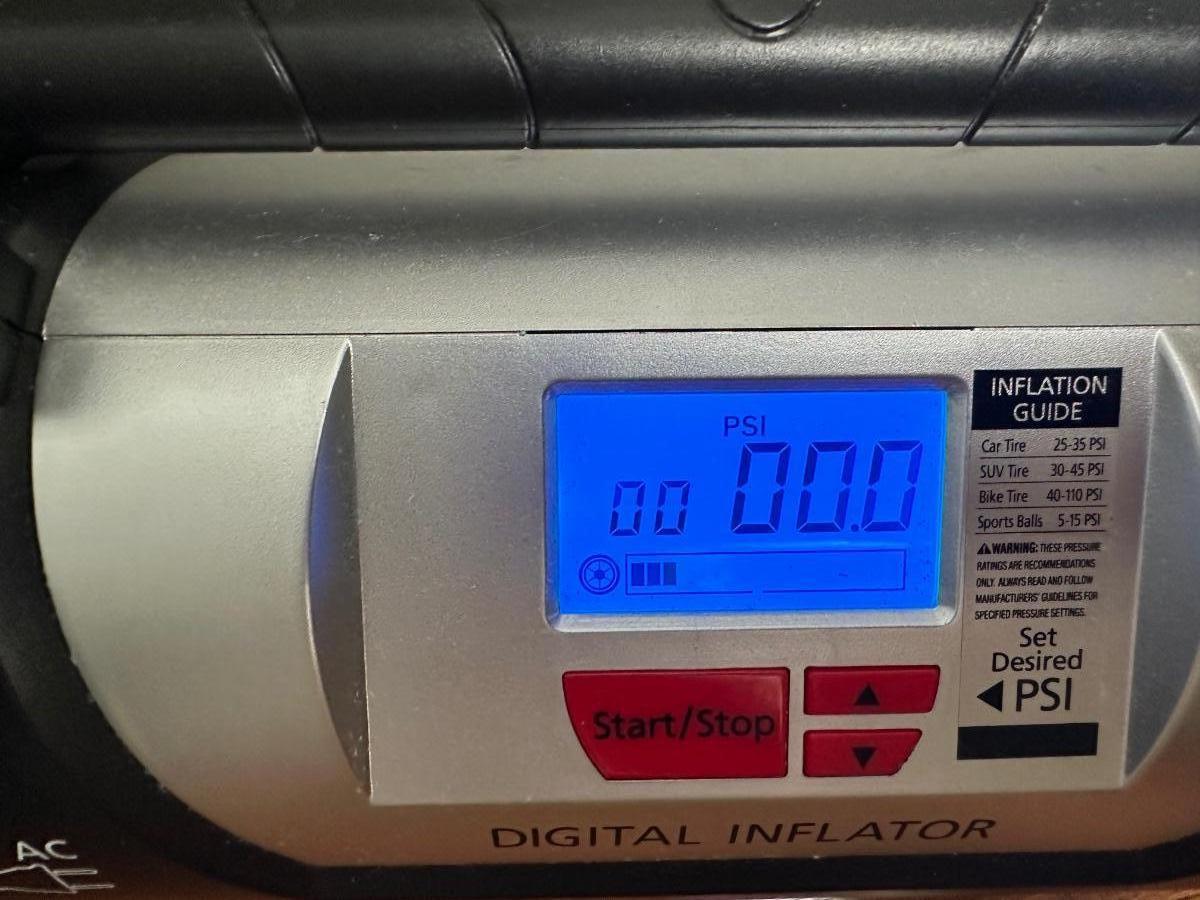 PSI
00 00.0
INFLATION
GUIDE
Car Tire 25-35 PSI
SUV Tire 30-45 PSI
Bike Tire 40-110 PSI
Sports Balls 5-15 PSI
⚠WARNING: THESE PRESSURE
RATINGS ARE RECOMMENDATIONS
ONLY. ALWAYS READ AND FOLLOW
MANUFACTURERS' GUIDELINES FOR
SPECIFIED PRESSURE SETTINGS.
Set
Desired
◀ PSI
Start/Stop
▲
▼
DIGITAL INFLATOR
AC